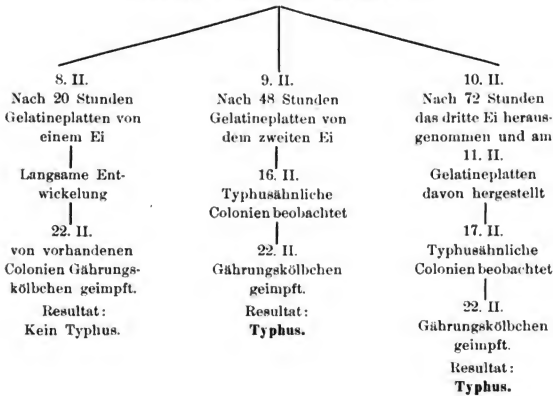 8. II.
Nach 20 Stunden
Gelatineplatten von
einem Ei
Langsame Ent-
wickelung
22. II.
von vorhandenen
Colonien Gährungs-
kölbchen geimpft.
Resultat:
Kein Typhus.
9. II.
Nach 48 Stunden
Gelatineplatten von
dem zweiten Ei
16. II.
Typhusähnliche
Colonien beobachtet
22. II.
Gährungskölbchen
geimpft.
Resultat:
Typhus.
10. II.
Nach 72 Stunden
das dritte Ei heraus-
genommen und am
11. II.
Gelatineplatten
davon hergestellt
17. II.
Typhusähnliche
Colonien beobachtet
22. II.
Gährungskölbchen
geimpft.
Resultat:
Typhus.